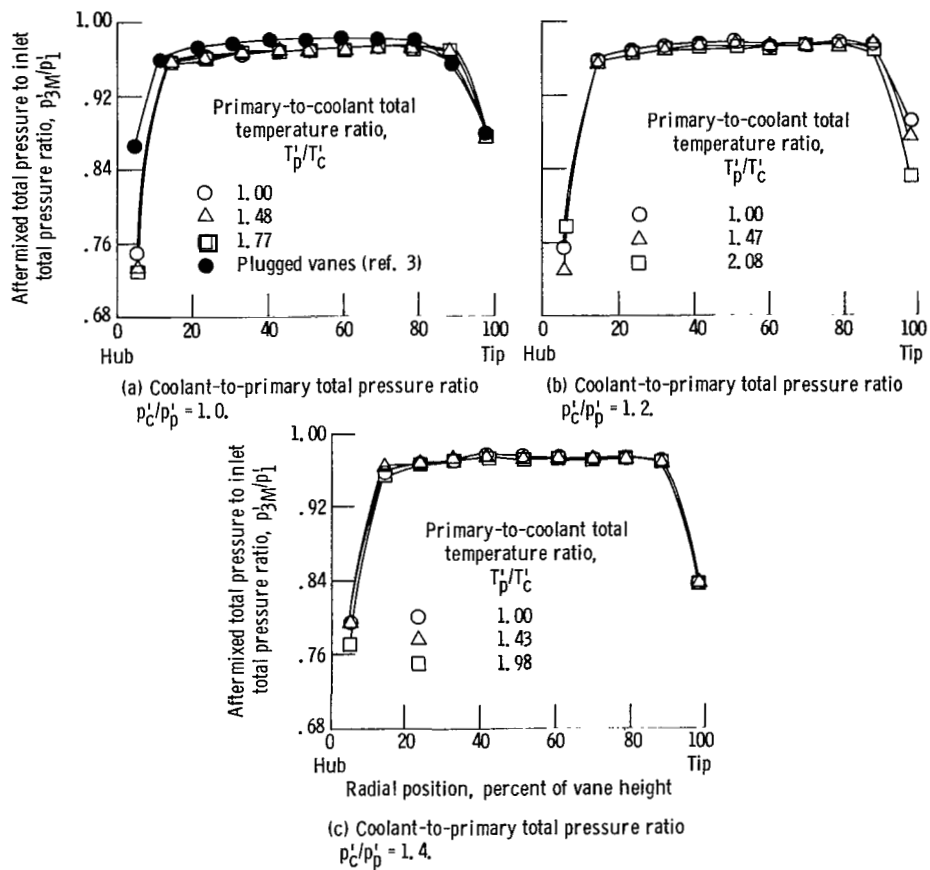 After mixed total pressure to inlet
total pressure ratio, p'3M/p'1
1.00
.92
.84
.76
.68
Primary-to-coolant total
temperature ratio,
T'p/T'c
1.00
1.48
1.77
Plugged vanes (ref. 3)
0 20 40 60 80 100
Hub Tip
(a) Coolant-to-primary total pressure ratio
p'c/p'p = 1.0.
Primary-to-coolant total
temperature ratio,
T'p/T'c
1.00
1.47
2.08
0 20 40 60 80 100
Hub Tip
(b) Coolant-to-primary total pressure ratio
p'c/p'p = 1.2.
After mixed total pressure to inlet
total pressure ratio, p'3M/p'1
1.00
.92
.84
.76
.68
Primary-to-coolant total
temperature ratio,
T'p/T'c
1.00
1.43
1.98
0 20 40 60 80 100
Hub Tip
Radial position, percent of vane height
(c) Coolant-to-primary total pressure ratio
p'c/p'p = 1.4.